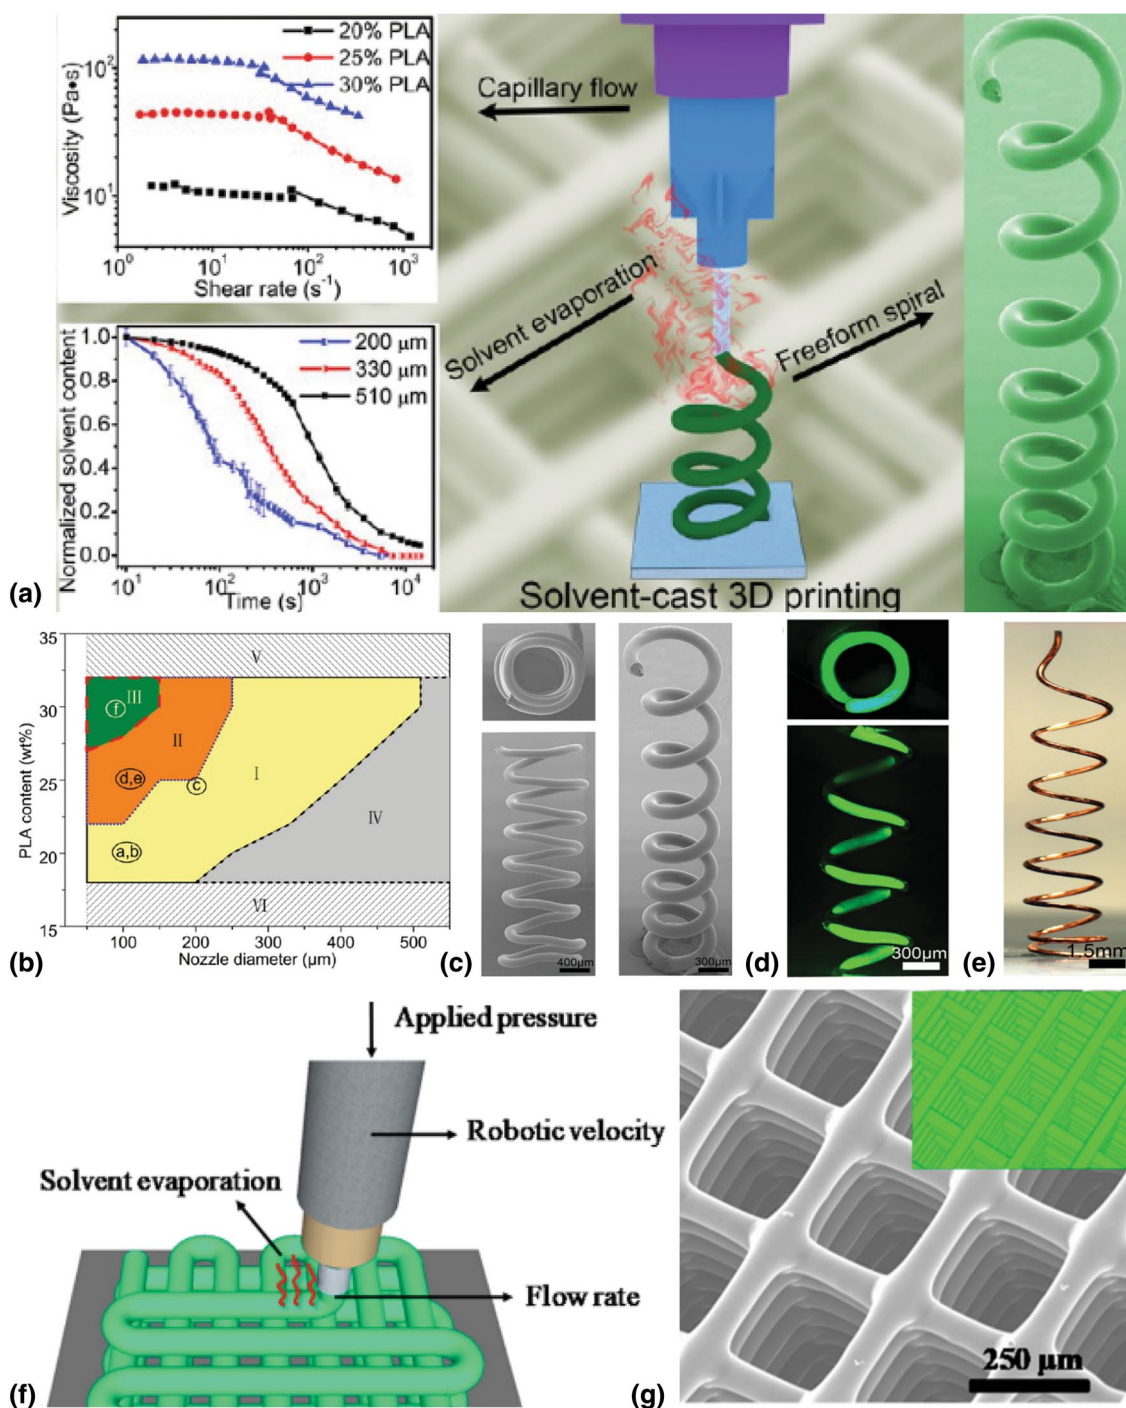 20% PLA
25% PLA
30% PLA
10²
10¹
Viscosity (Pa•s)
10⁰ 10¹ 10² 10³
Shear rate (s⁻¹)
Capillary flow
Solvent evaporation
Freeform spiral
200 μm
330 μm
510 μm
1.0
0.8
0.6
0.4
0.2
0.0
Normalized solvent content
10¹ 10² 10³ 10⁴
Time (s)
Solvent-cast 3D printing
(a)
35
30
25
20
15
PLA content (wt%)
V
III
f
II
d,e
c
I
IV
a,b
VI
100 200 300 400 500
Nozzle diameter (μm)
(b)
400μm
300μm
(c)
300μm
(d)
1.5mm
(e)
Applied pressure
Robotic velocity
Solvent evaporation
Flow rate
(f)
250 μm
(g)